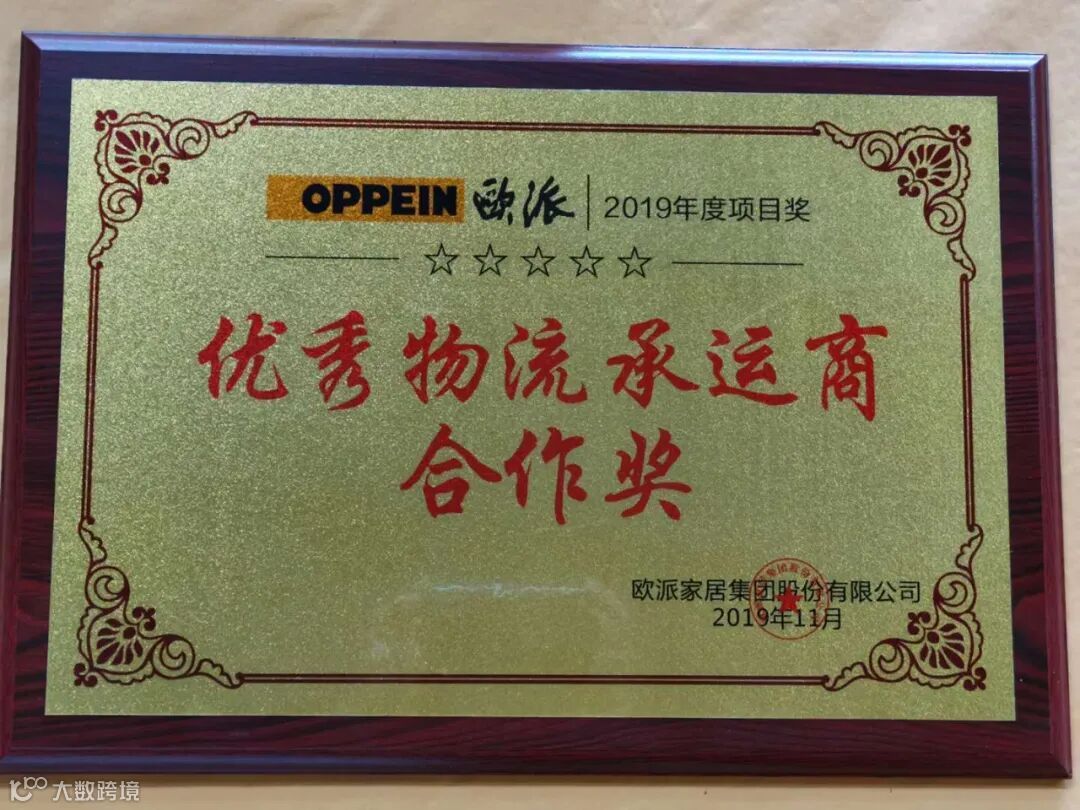 OPPEIN 欧派 2019年度项目奖
优秀物流承运商
合作奖
欧派家居集团股份有限公司
2019年11月
大数跨境